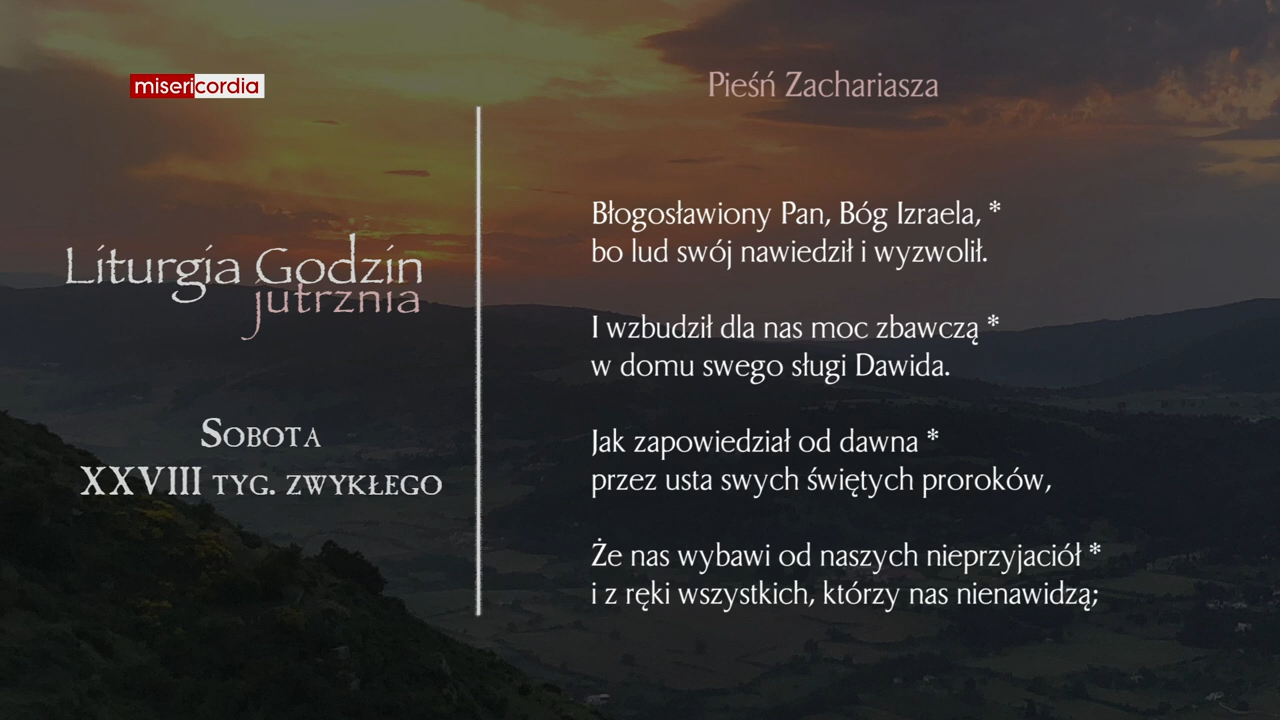 misericordia
Liturgia Godzin
jutrznia
Sobota
XXVIII tyg. zwykłego
Pieśń Zachariasza
Błogosławiony Pan, Bóg Izraela, *
bo lud swój nawiedził i wyzwolił.
I wzbudził dla nas moc zbawczą *
w domu swego sługi Dawida.
Jak zapowiedział od dawna *
przez usta swych świętych proroków,
Że nas wybawi od naszych nieprzyjaciół *
i z ręki wszystkich, którzy nas nienawidzą;